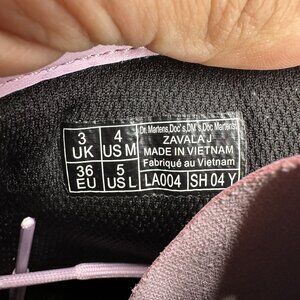 3 UK
4 US M
36 EU
5 US L
Dr. Martens,Doc's,DM's,Doc Martens
ZAVALA J
MADE IN VIETNAM
Fabriqué au Vietnam
LA004
SH 04 Y